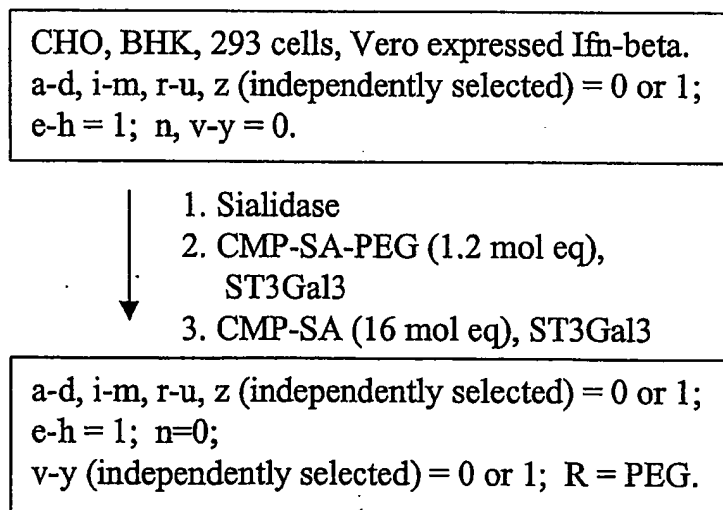 CHO, BHK, 293 cells, Vero expressed Ifn-beta.
a-d, i-m, r-u, z (independently selected) = 0 or 1;
e-h = 1; n, v-y = 0.
1. Sialidase
2. CMP-SA-PEG (1.2 mol eq),
ST3Gal3
3. CMP-SA (16 mol eq), ST3Gal3
a-d, i-m, r-u, z (independently selected) = 0 or 1;
e-h = 1; n=0;
v-y (independently selected) = 0 or 1; R = PEG.